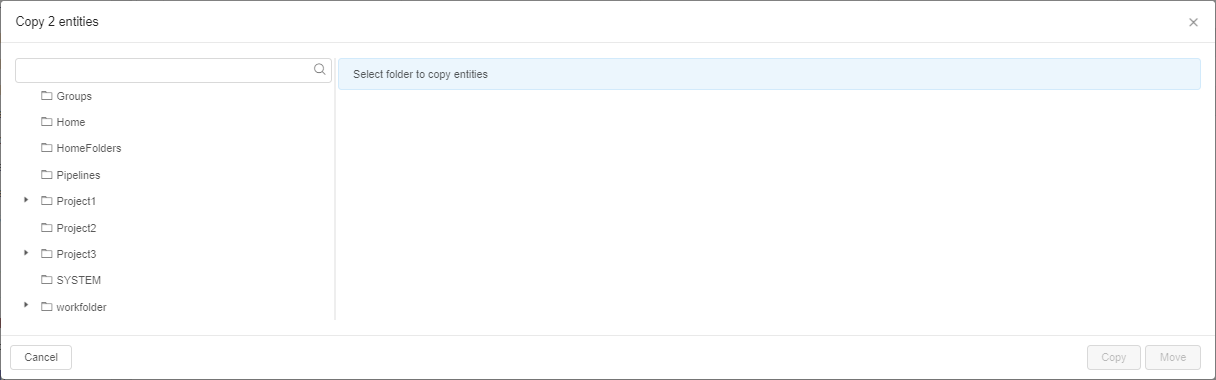 Copy 2 entities
Select folder to copy entities
Groups
Home
HomeFolders
Pipelines
Project1
Project2
Project3
SYSTEM
workfolder
Cancel
Copy
Move